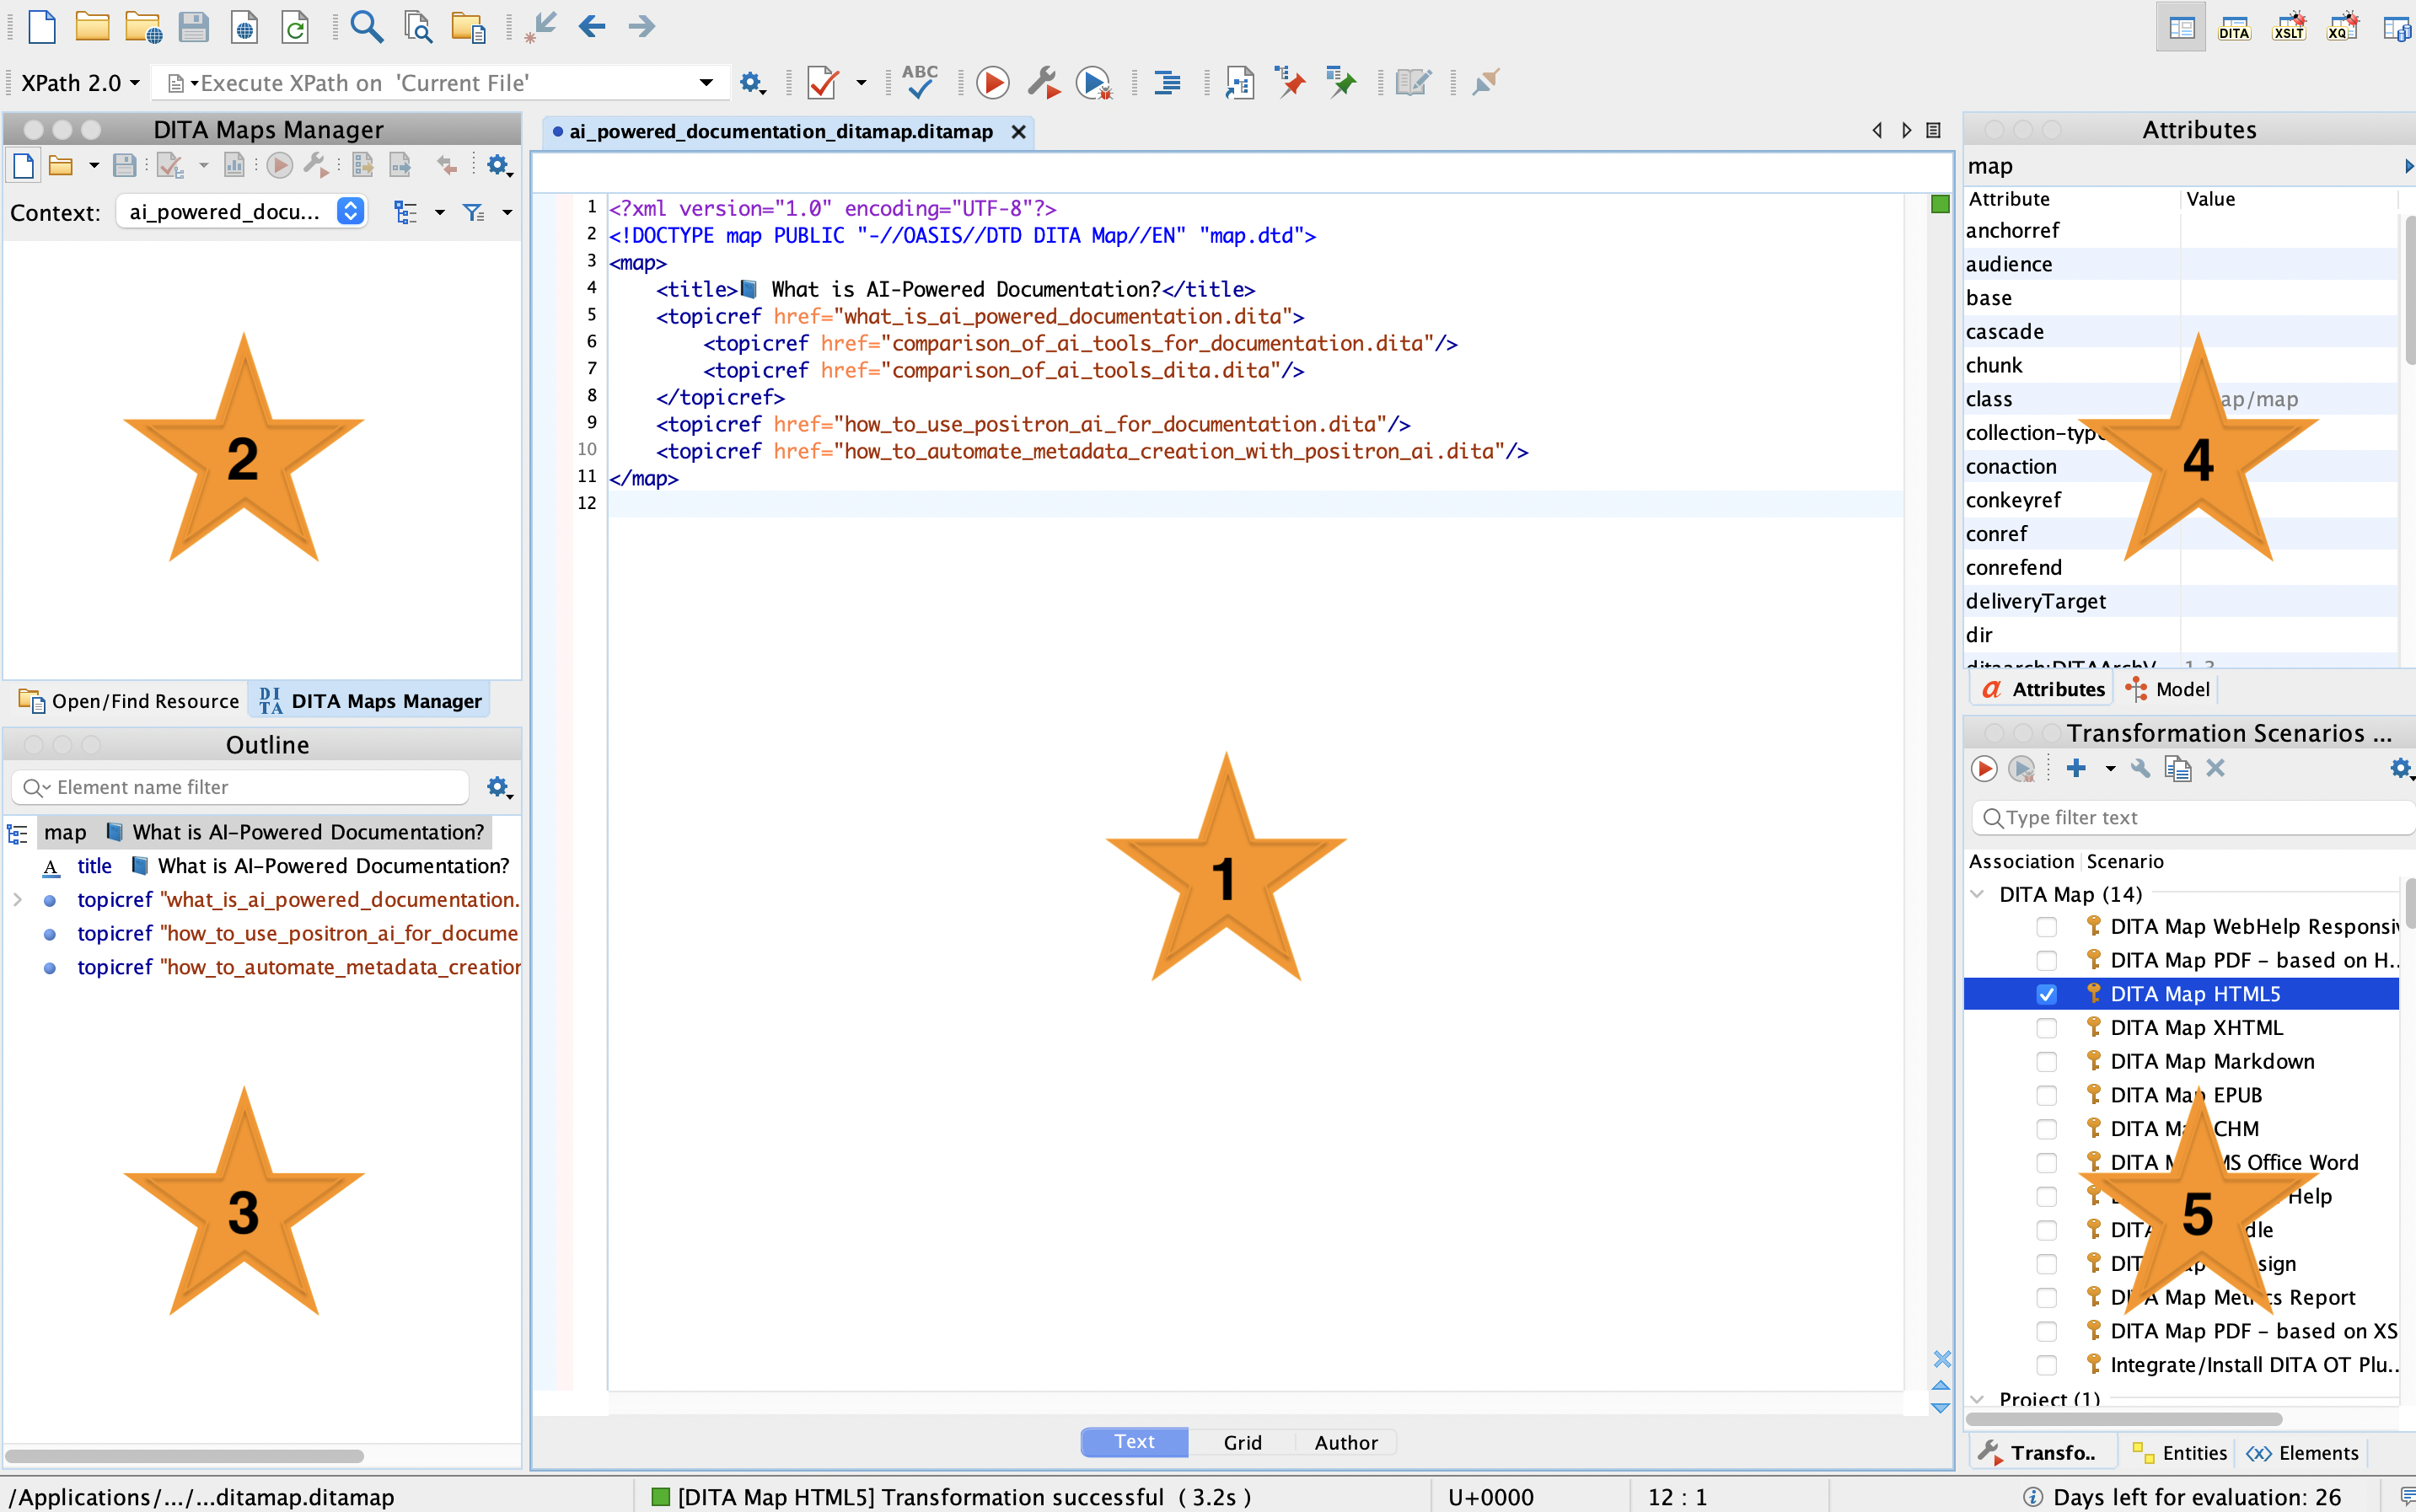 DITA XSLT XQ
XPath 2.0 Execute XPath on 'Current File' ABC
DITA Maps Manager
Context: ai_powered_docu...
2
Open/Find Resource DITA Maps Manager
Outline
Element name filter
map What is AI-Powered Documentation?
title What is AI-Powered Documentation?
topicref "what_is_ai_powered_documentation.
topicref "how_to_use_positron_ai_for_docume
topicref "how_to_automate_metadata_creation
3
ai_powered_documentation_ditamap.ditamap
1 <?xml version="1.0" encoding="UTF-8"?>
2 <!DOCTYPE map PUBLIC "-//OASIS//DTD DITA Map//EN" "map.dtd">
3 <map>
4 <title>📘 What is AI-Powered Documentation?</title>
5 <topicref href="what_is_ai_powered_documentation.dita">
6 <topicref href="comparison_of_ai_tools_for_documentation.dita"/>
7 <topicref href="comparison_of_ai_tools_dita.dita"/>
8 </topicref>
9 <topicref href="how_to_use_positron_ai_for_documentation.dita"/>
10 <topicref href="how_to_automate_metadata_creation_with_positron_ai.dita"/>
11 </map>
12
1
Text Grid Author
Attributes
map
Attribute Value
anchorref
audience
base
cascade
chunk
class ap/map
collection-type
conaction
conkeyref
conref
conrefend
deliveryTarget
dir
4
Attributes Model
Transformation Scenarios ...
Type filter text
Association Scenario
DITA Map (14)
DITA Map WebHelp Responsiv
DITA Map PDF - based on H..
DITA Map HTML5
DITA Map XHTML
DITA Map Markdown
DITA Map EPUB
DITA Map CHM
DITA MS Office Word
Help
DITA
DITA
DITA Map Metrics Report
DITA Map PDF - based on XS
Integrate/Install DITA OT Plu..
Project (1)
5
Transfo.. Entities Elements
/Applications/.../...ditamap.ditamap [DITA Map HTML5] Transformation successful (3.2s) U+0000 12 : 1 Days left for evaluation: 26